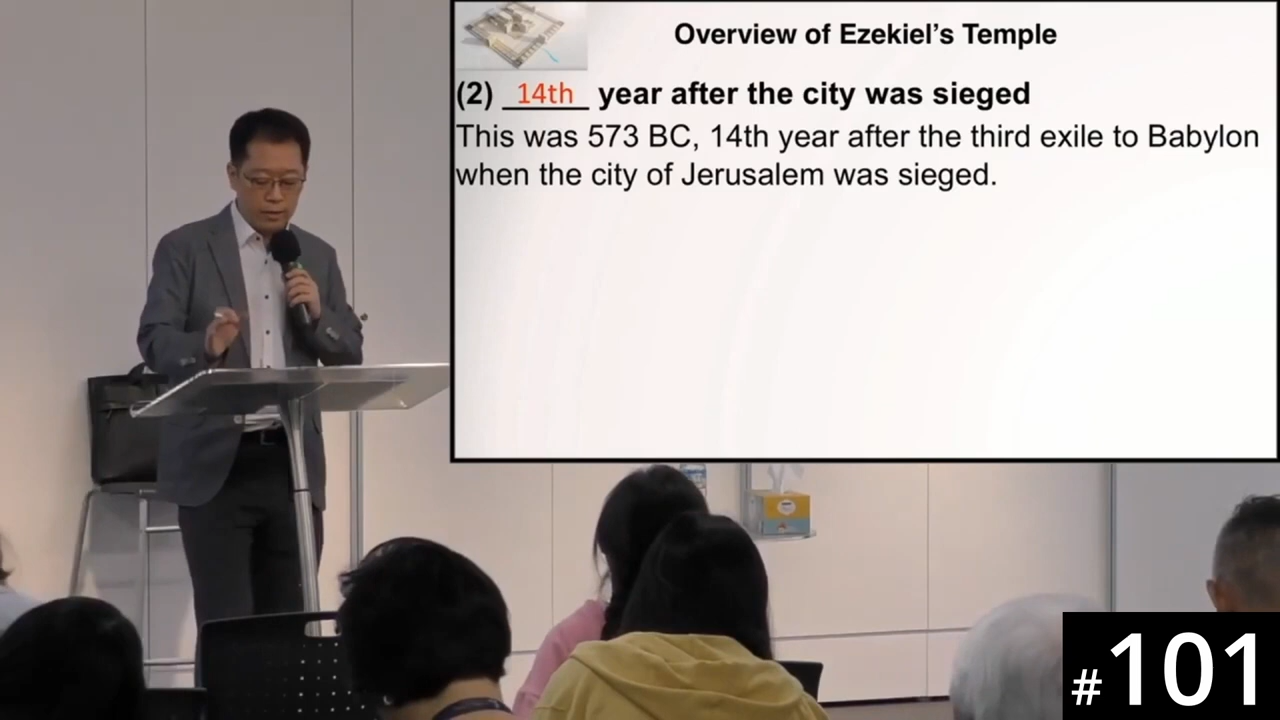 Overview of Ezekiel's Temple
(2) 14th year after the city was sieged
This was 573 BC, 14th year after the third exile to Babylon
when the city of Jerusalem was sieged.
#101